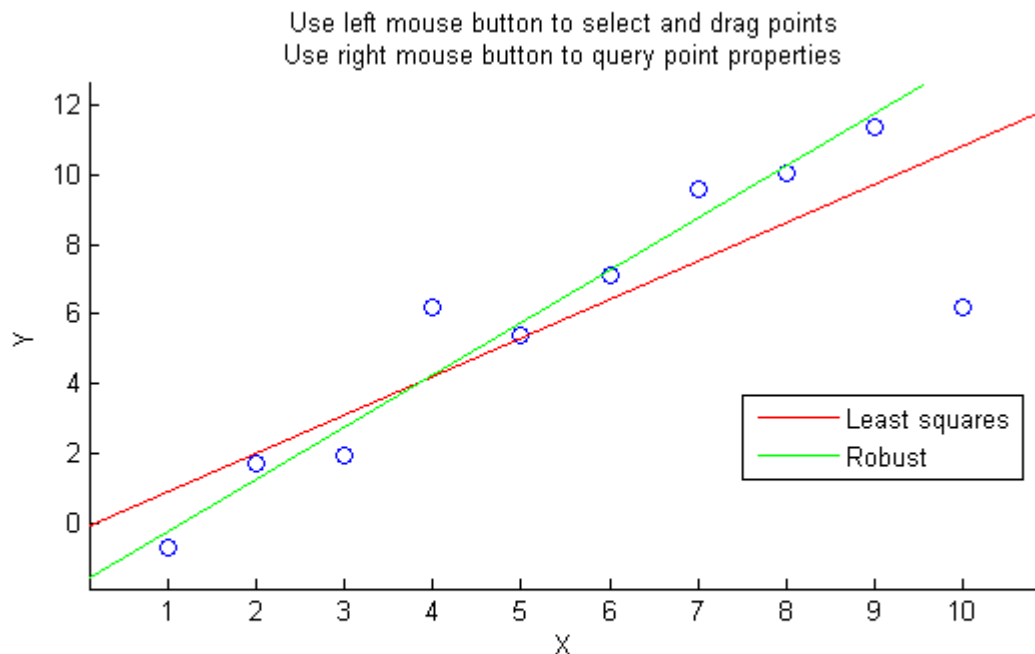 Use left mouse button to select and drag points
Use right mouse button to query point properties
12
10
8
6
4
2
0
Y
Least squares
Robust
1 2 3 4 5 6 7 8 9 10
X